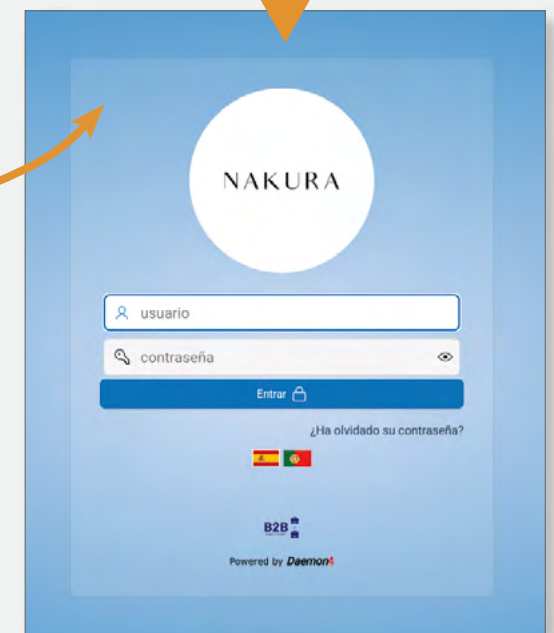 NAKURA
usuario
contraseña
Entrar
¿Ha olvidado su contraseña?
B2B
Powered by Daemon4